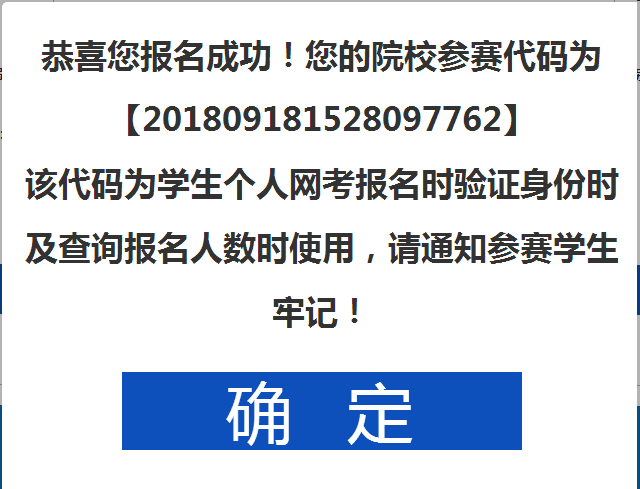 恭喜您报名成功！您的院校参赛代码为
【201809181528097762】
该代码为学生个人网考报名时验证身份时
及查询报名人数时使用，请通知参赛学生
牢记！
确 定